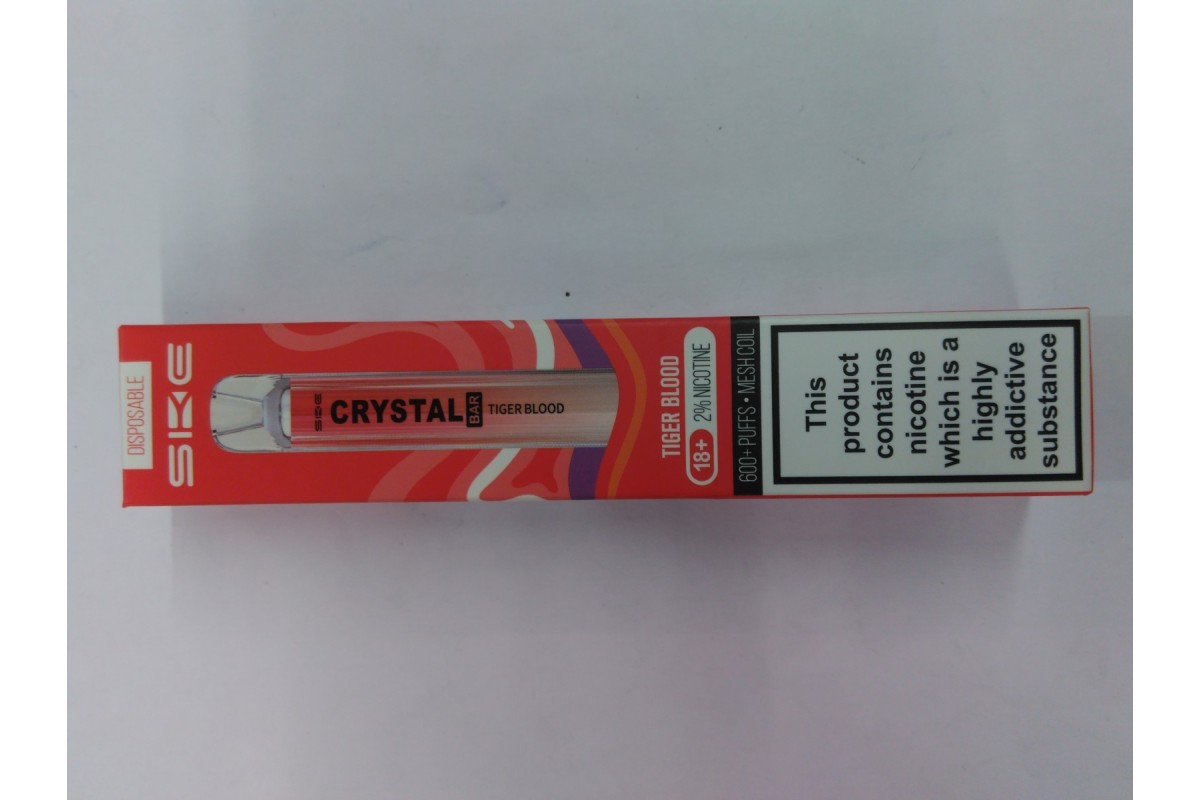 DISPOSABLE
SKE
SKE CRYSTAL BAR TIGER BLOOD
TIGER BLOOD
18+ 2% NICOTINE
600+ PUFFS • MESH COIL
This
product
contains
nicotine
which is a
highly
addictive
substance